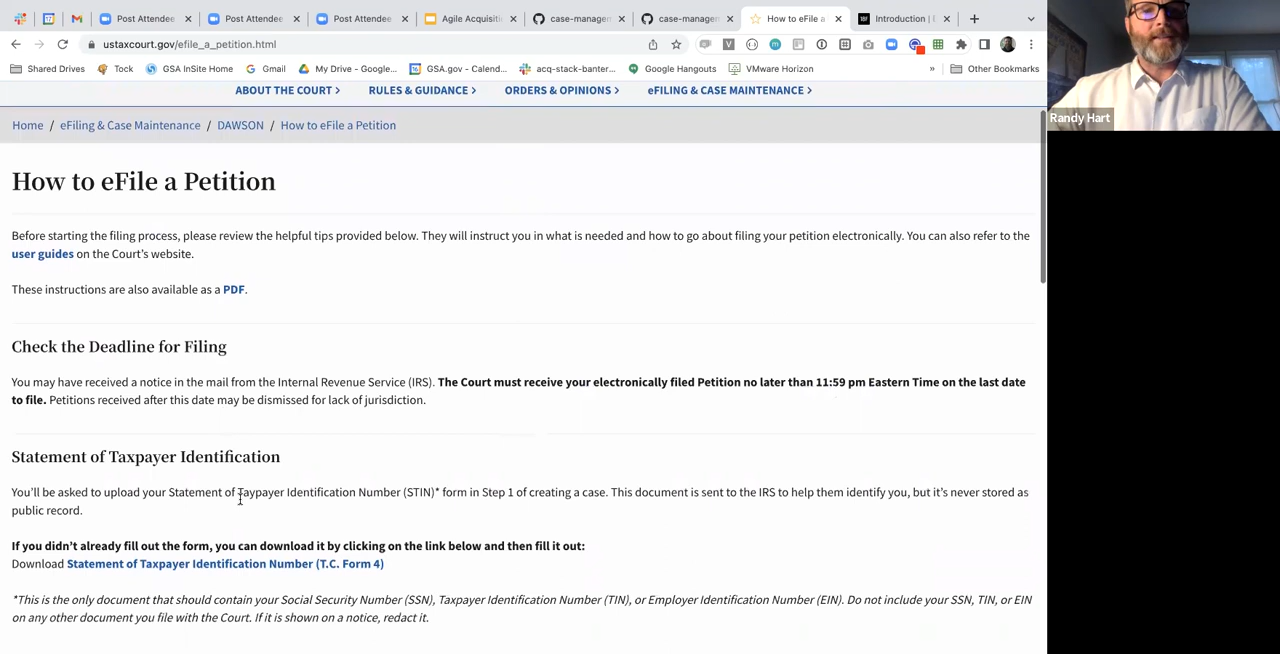 Post Attendee
Post Attendee
Post Attendee
Agile Acquisiti
case-managem
case-managem
How to eFile a
Introduction |
ustaxcourt.gov/efile_a_petition.html
Shared Drives
Tock
GSA InSite Home
Gmail
My Drive - Google...
GSA.gov - Calend...
acq-stack-banter...
Google Hangouts
VMware Horizon
»
Other Bookmarks
ABOUT THE COURT >
RULES & GUIDANCE >
ORDERS & OPINIONS >
eFILING & CASE MAINTENANCE >
Home / eFiling & Case Maintenance / DAWSON / How to eFile a Petition
Randy Hart
How to eFile a Petition
Before starting the filing process, please review the helpful tips provided below. They will instruct you in what is needed and how to go about filing your petition electronically. You can also refer to the
user guides on the Court's website.
These instructions are also available as a PDF.
Check the Deadline for Filing
You may have received a notice in the mail from the Internal Revenue Service (IRS). The Court must receive your electronically filed Petition no later than 11:59 pm Eastern Time on the last date
to file. Petitions received after this date may be dismissed for lack of jurisdiction.
Statement of Taxpayer Identification
You'll be asked to upload your Statement of Taypayer Identification Number (STIN)* form in Step 1 of creating a case. This document is sent to the IRS to help them identify you, but it's never stored as
public record.
If you didn't already fill out the form, you can download it by clicking on the link below and then fill it out:
Download Statement of Taxpayer Identification Number (T.C. Form 4)
*This is the only document that should contain your Social Security Number (SSN), Taxpayer Identification Number (TIN), or Employer Identification Number (EIN). Do not include your SSN, TIN, or EIN
on any other document you file with the Court. If it is shown on a notice, redact it.